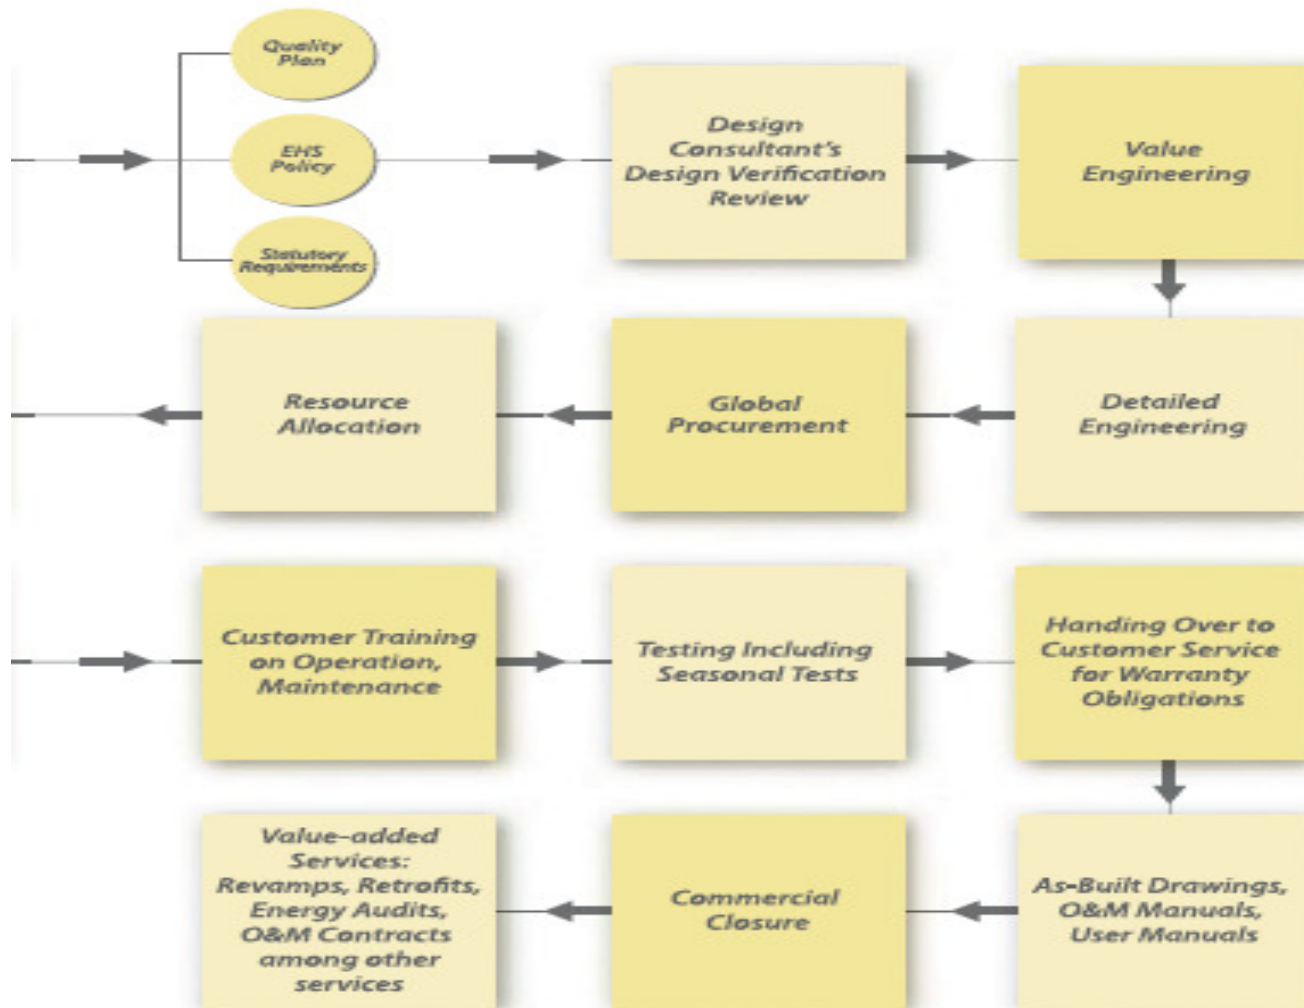 Quality
Plan
EHS
Policy
Statutory
Requirements
Design
Consultant's
Design Verification
Review
Value
Engineering
Resource
Allocation
Global
Procurement
Detailed
Engineering
Customer Training
on Operation,
Maintenance
Testing Including
Seasonal Tests
Handing Over to
Customer Service
for Warranty
Obligations
Value-added
Services:
Revamps, Retrofits,
Energy Audits,
O&M Contracts
among other
services
Commercial
Closure
As-Built Drawings,
O&M Manuals,
User Manuals